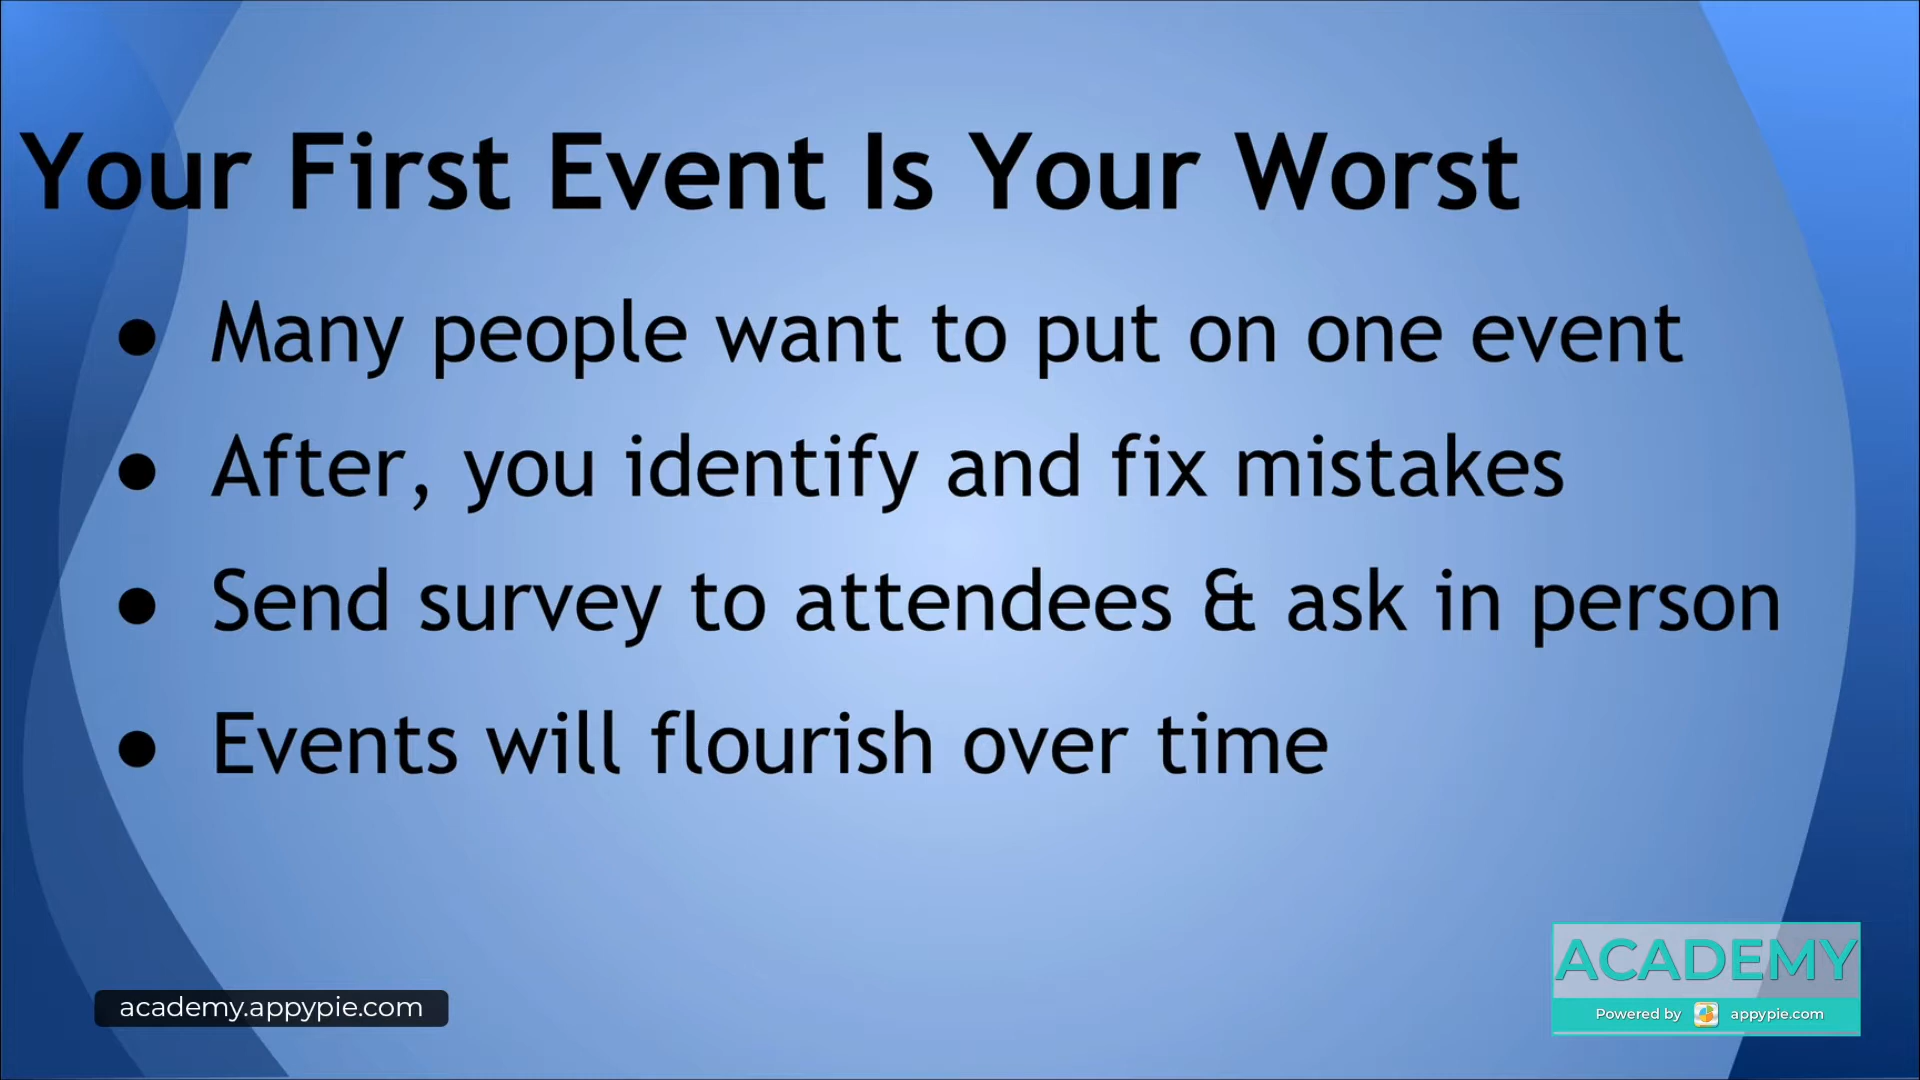 Your First Event Is Your Worst
● Many people want to put on one event
● After, you identify and fix mistakes
● Send survey to attendees & ask in person
● Events will flourish over time
academy.appypie.com
ACADEMY
Powered by appypie.com